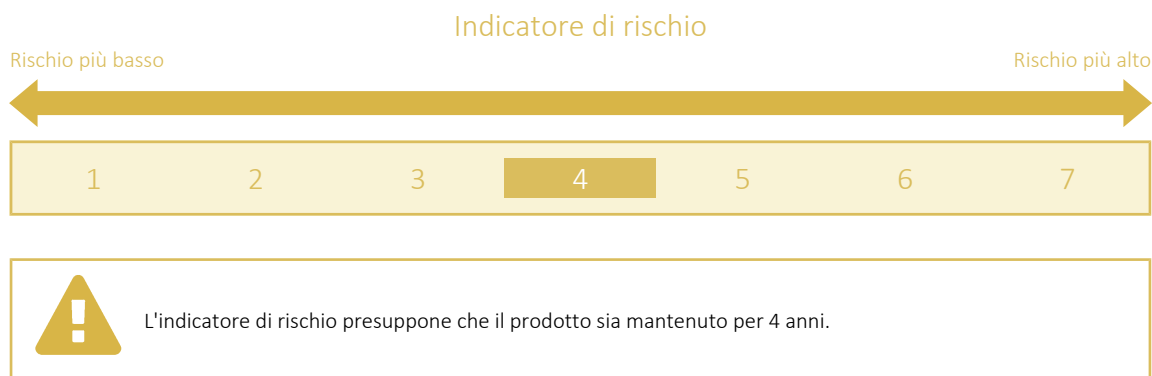 Indicatore di rischio
Rischio più basso Rischio più alto
1 2 3 4 5 6 7
L'indicatore di rischio presuppone che il prodotto sia mantenuto per 4 anni.